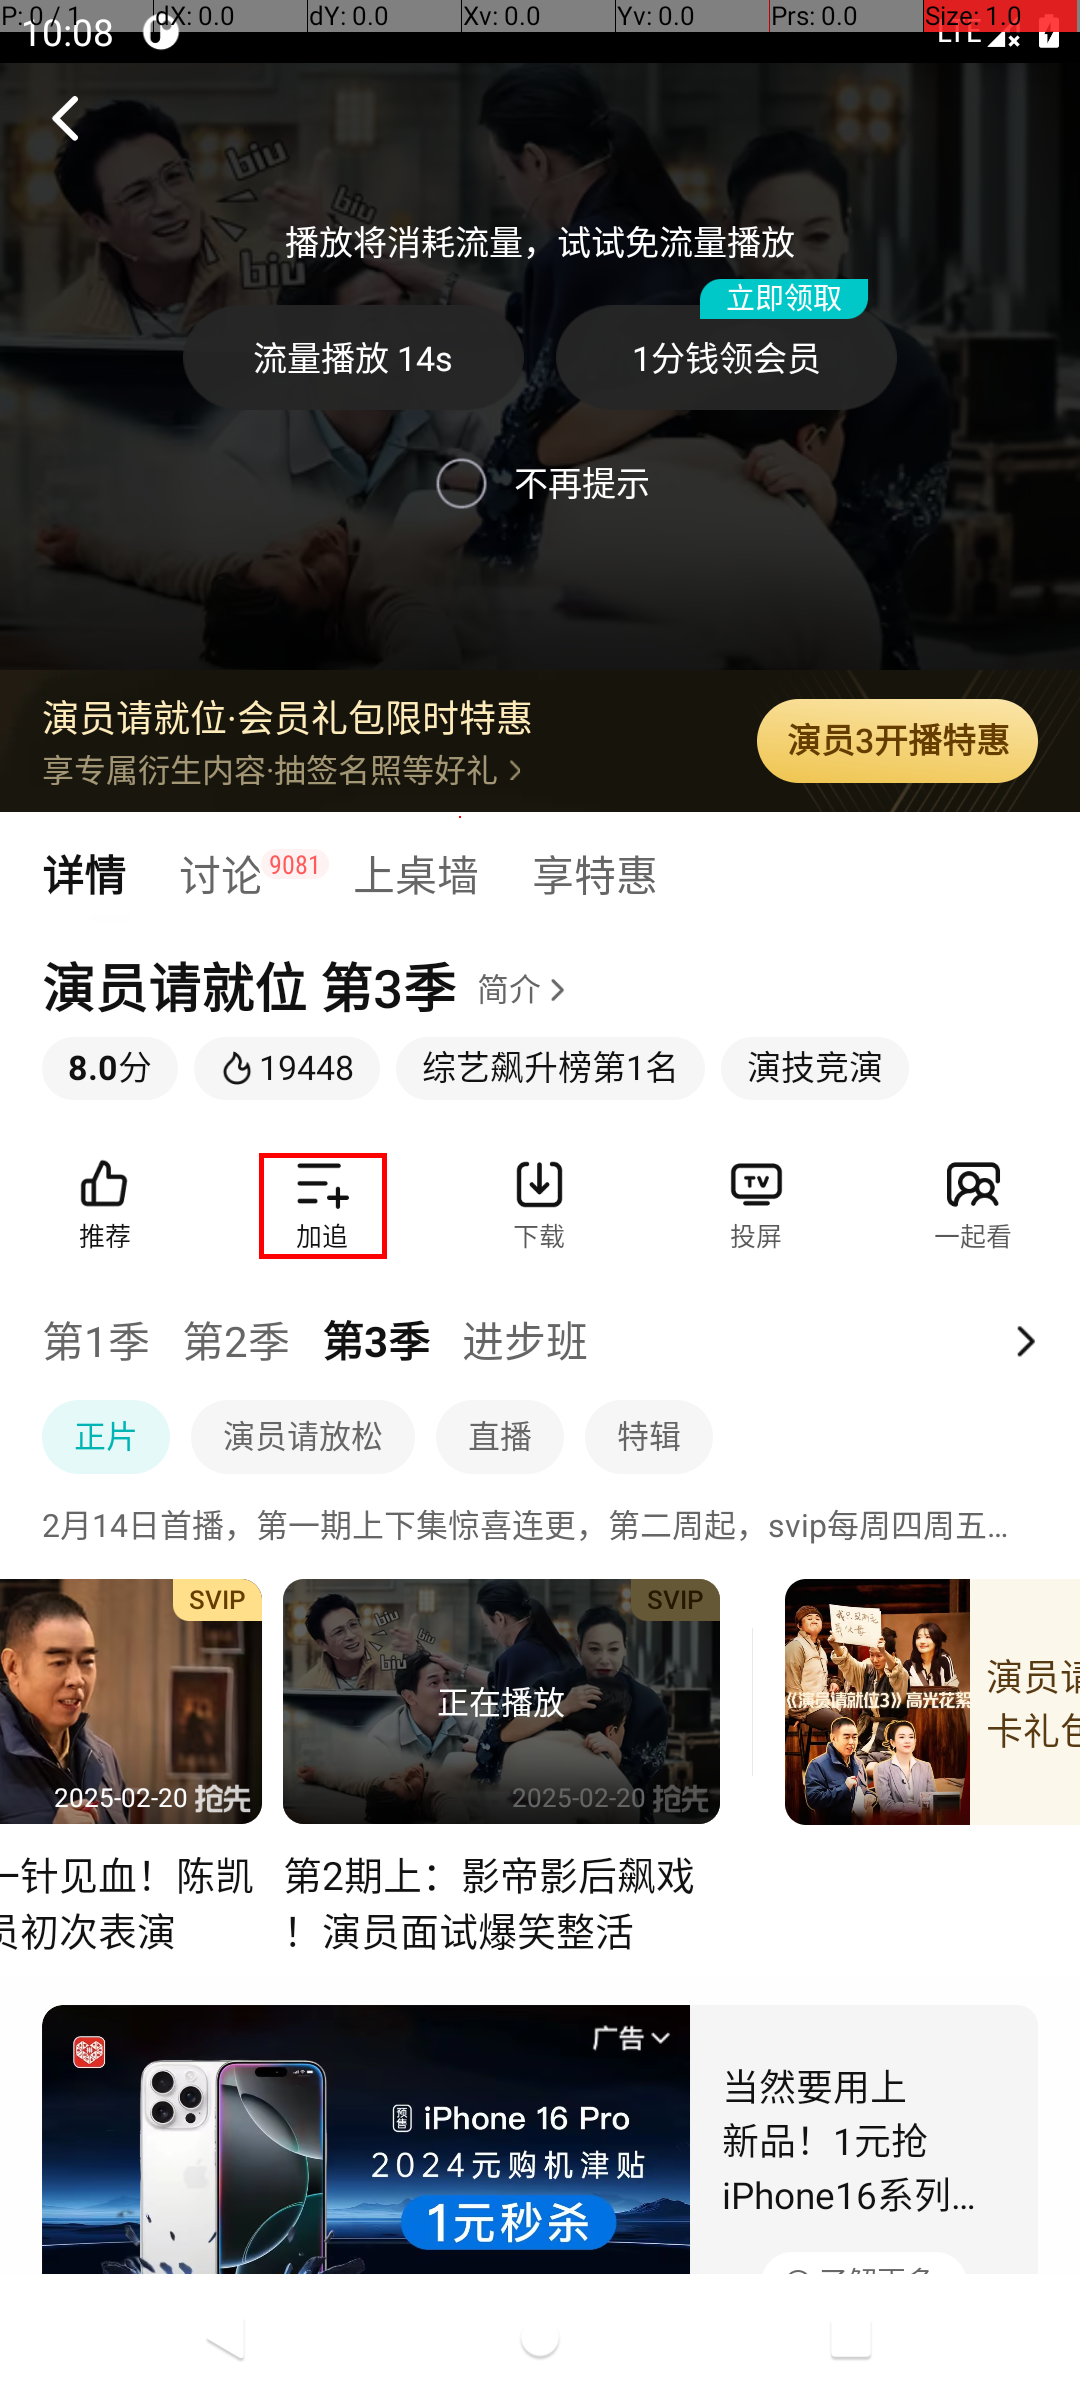 P: 0 / 1 dX: 0.0 dY: 0.0 Xv: 0.0 Yv: 0.0 Prs: 0.0 Size: 1.0
10:08 LTE
biu
biu
biu
播放将消耗流量，试试免流量播放
立即领取
流量播放 14s 1分钱领会员
不再提示
演员请就位·会员礼包限时特惠
享专属衍生内容·抽签名照等好礼
演员3开播特惠
详情 讨论 9081 上桌墙 享特惠
演员请就位 第3季 简介
8.0分 19448 综艺飙升榜第1名 演技竞演
推荐 加追 下载 投屏 一起看
TV
第1季 第2季 第3季 进步班
正片 演员请放松 直播 特辑
2月14日首播，第一期上下集惊喜连更，第二周起，svip每周四周五...
SVIP SVIP
biu
biu
biu
正在播放
《演员请就位3》高光花絮
演员请
卡礼包
2025-02-20 抢先 2025-02-20 抢先
一针见血！陈凯 第2期上：影帝影后飙戏
员初次表演 ！演员面试爆笑整活
广告
预售 iPhone 16 Pro
2024元购机津贴
1元秒杀
当然要用上
新品！1元抢
iPhone16系列...